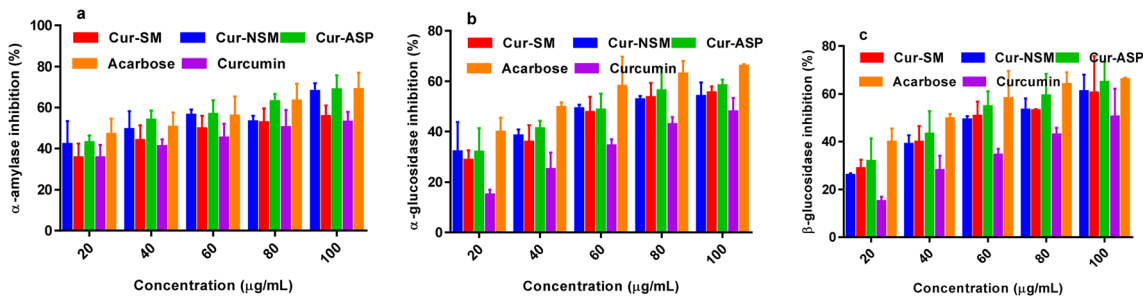 a
α-amylase inhibition (%)
100
80
60
40
20
0
Cur-SM
Cur-NSM
Cur-ASP
Acarbose
Curcumin
20
40
60
80
100
Concentration (μg/mL)
b
α-glucosidase inhibition (%)
80
60
40
20
0
Cur-SM
Cur-NSM
Cur-ASP
Acarbose
Curcumin
20
40
60
80
100
Concentration (μg/mL)
c
β-glucosidase inhibition (%)
80
60
40
20
0
Cur-SM
Cur-NSM
Cur-ASP
Acarbose
Curcumin
20
40
60
80
100
Concentration (μg/mL)